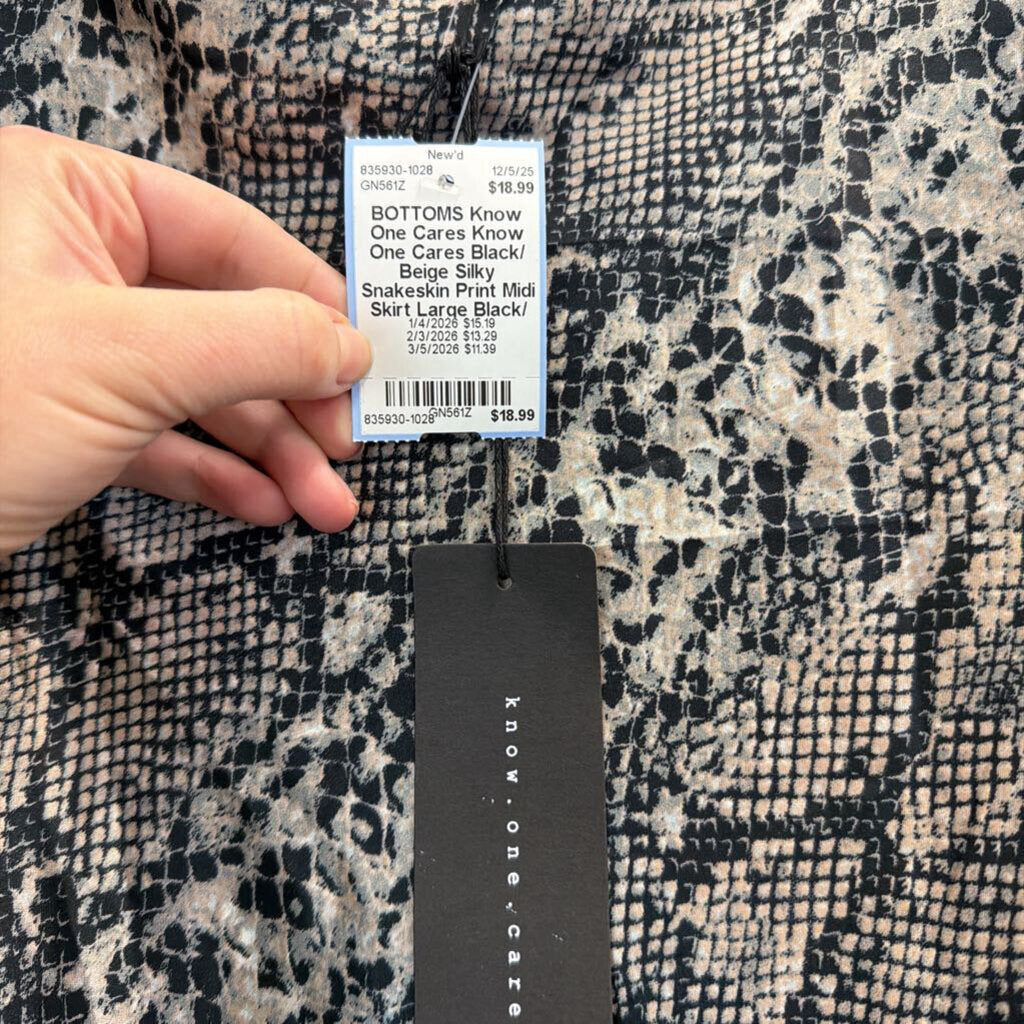 New'd
835930-1028 12/5/25
GN561Z $18.99
BOTTOMS Know
One Cares Know
One Cares Black/
Beige Silky
Snakeskin Print Midi
Skirt Large Black/
1/4/2026 $15.19
2/3/2026 $13.29
3/5/2026 $11.39
835930-1028 GN561Z $18.99
know.one.care